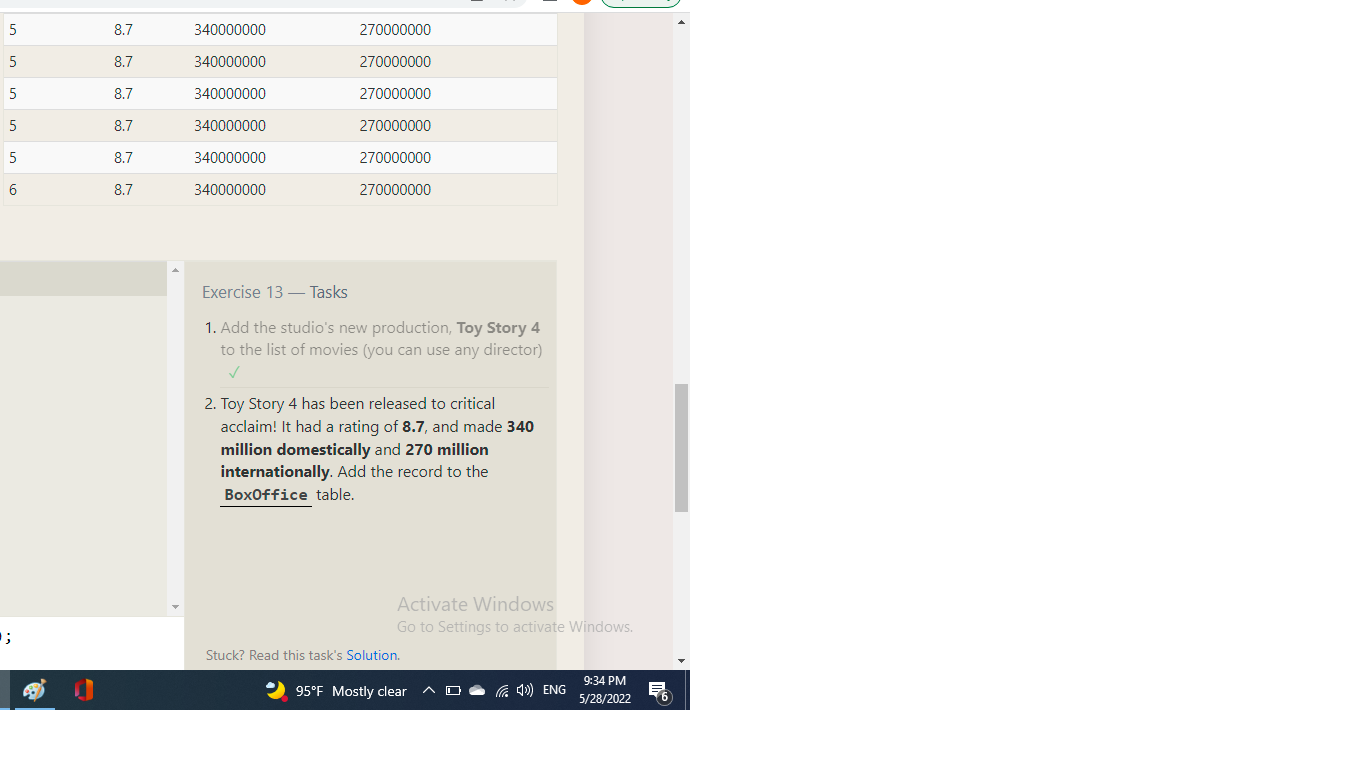 5 8.7 340000000 270000000
5 8.7 340000000 270000000
5 8.7 340000000 270000000
5 8.7 340000000 270000000
5 8.7 340000000 270000000
6 8.7 340000000 270000000
Exercise 13 — Tasks
1. Add the studio's new production, Toy Story 4
to the list of movies (you can use any director)
✓
2. Toy Story 4 has been released to critical
acclaim! It had a rating of 8.7, and made 340
million domestically and 270 million
internationally. Add the record to the
BoxOffice table.
Activate Windows
Go to Settings to activate Windows.
);
Stuck? Read this task's Solution.
95°F Mostly clear ENG
9:34 PM
5/28/2022
6